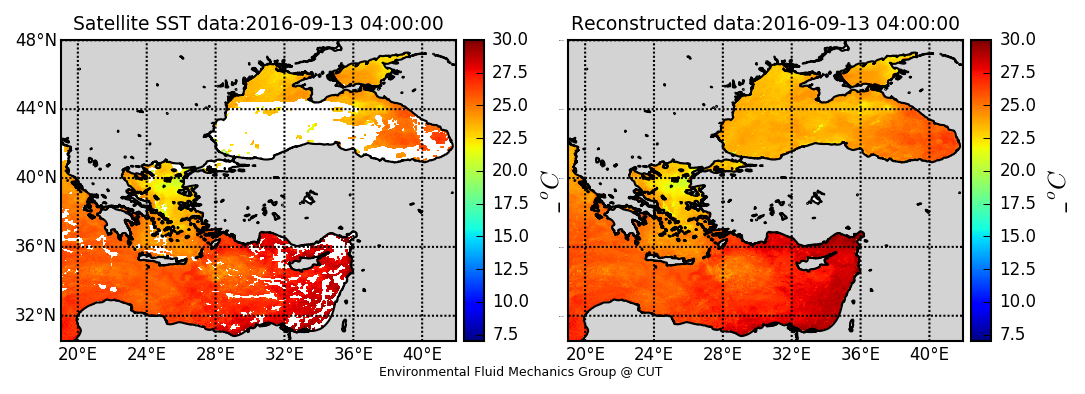 Satellite SST data:2016-09-13 04:00:00
Reconstructed data:2016-09-13 04:00:00
48°N
44°N
40°N
36°N
32°N
20°E 24°E 28°E 32°E 36°E 40°E
30.0
27.5
25.0
22.5
20.0
17.5
15.0
12.5
10.0
7.5
_ °C
20°E 24°E 28°E 32°E 36°E 40°E
30.0
27.5
25.0
22.5
20.0
17.5
15.0
12.5
10.0
7.5
_ °C
Environmental Fluid Mechanics Group @ CUT